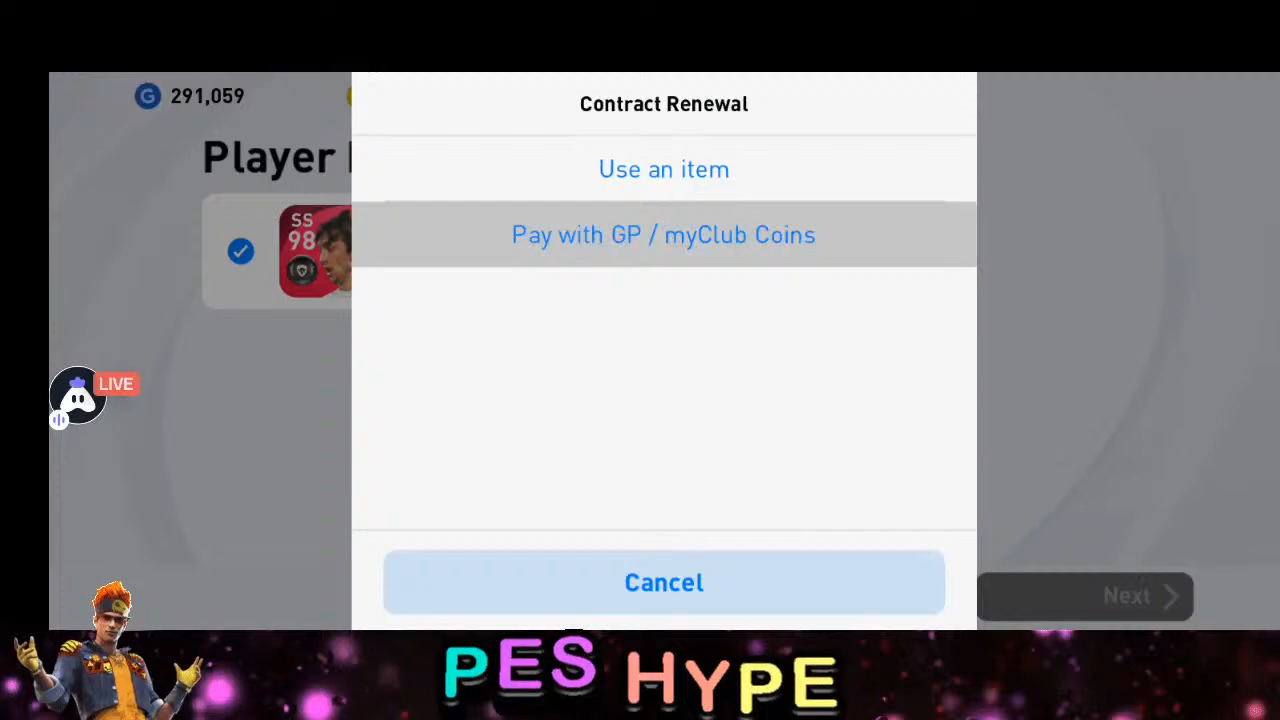 G 291,059
Contract Renewal
Player
Use an item
SS
98
Pay with GP / myClub Coins
LIVE
Cancel
Next
PES HYPE